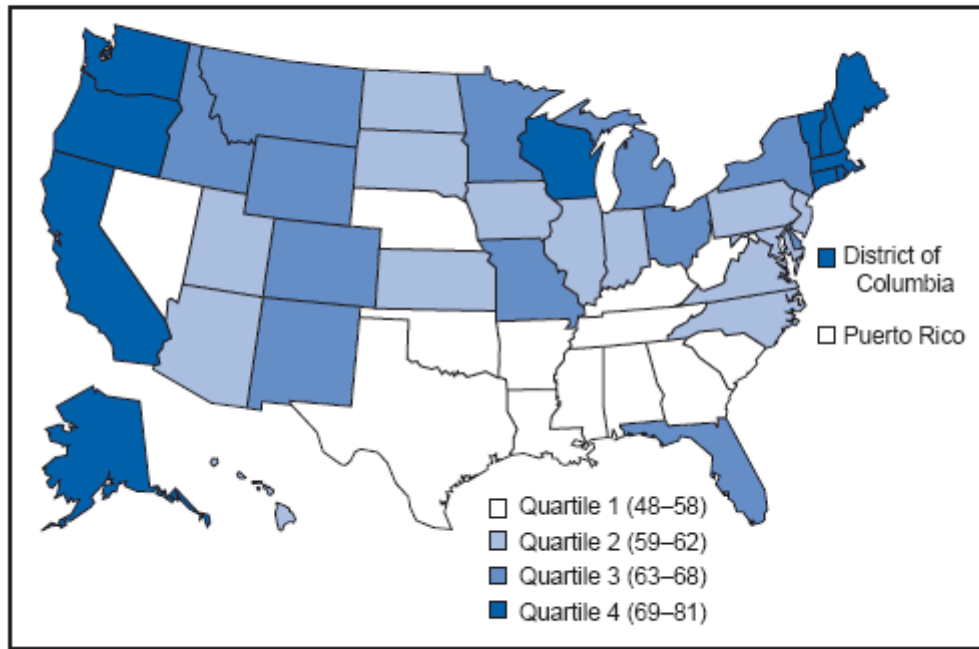 District of
Columbia
Puerto Rico
Quartile 1 (48–58)
Quartile 2 (59–62)
Quartile 3 (63–68)
Quartile 4 (69–81)